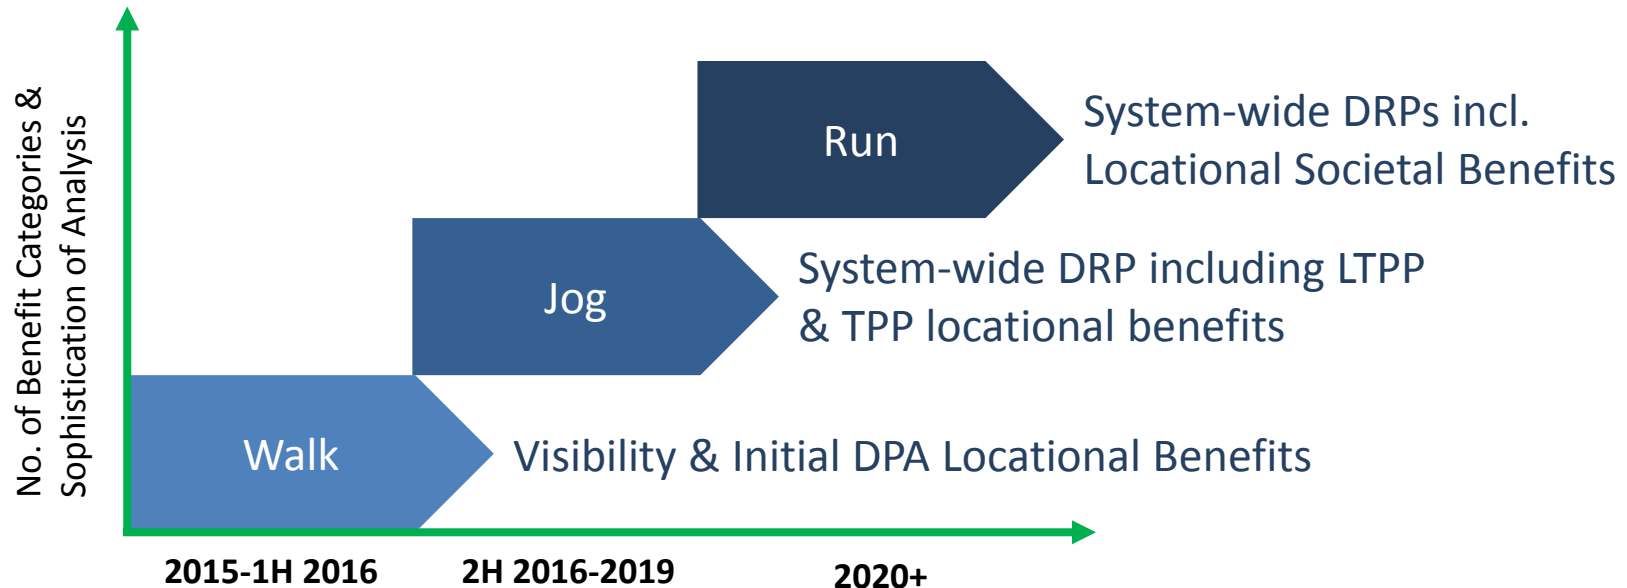 No. of Benefit Categories &
Sophistication of Analysis
Run
System-wide DRPs incl.
Locational Societal Benefits
Jog
System-wide DRP including LTPP
& TPP locational benefits
Walk
Visibility & Initial DPA Locational Benefits
2015-1H 2016
2H 2016-2019
2020+